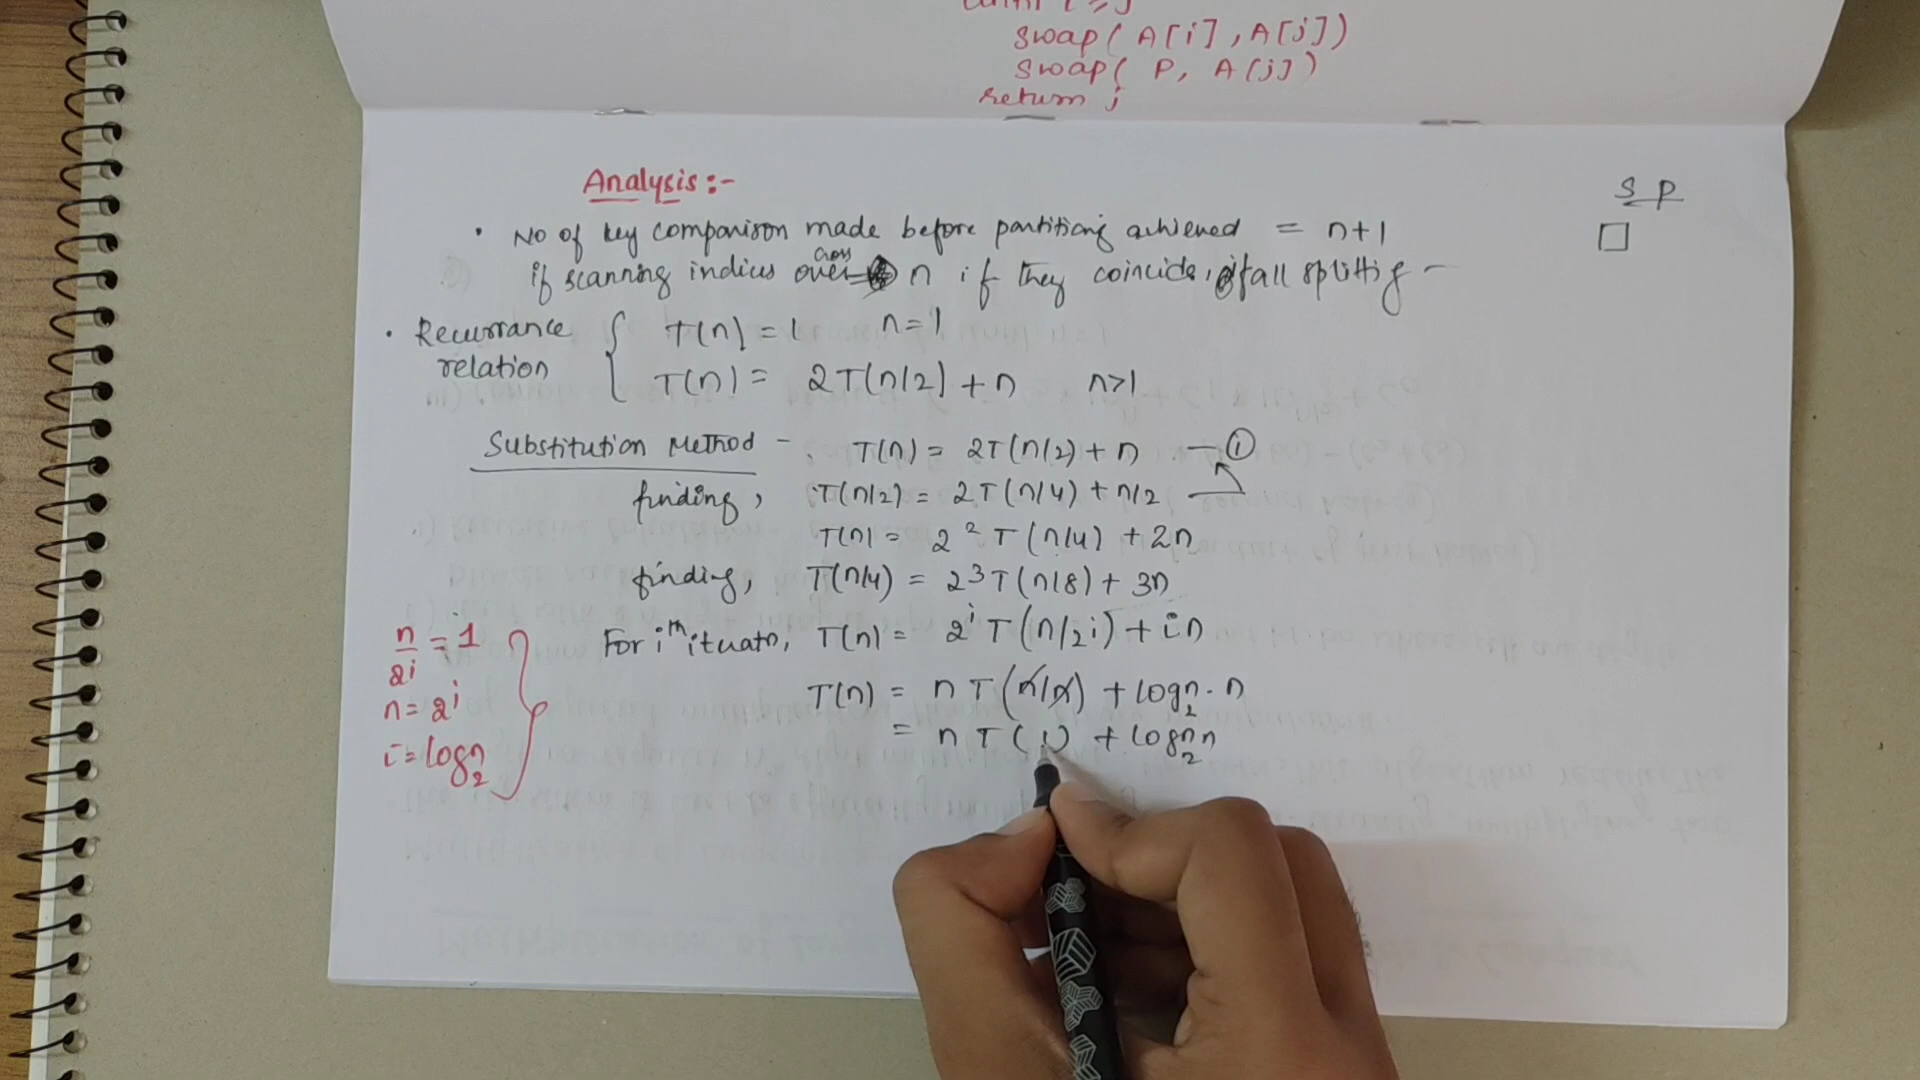 until i ≥ j
swap( A[i], A[j])
swap( P, A[j])
return j
Analysis:-
S P
• No of key comparison made before partitioning achieved = n+1
if scanning indices cross over n if they coincide, if all splitting -
• Recurrance relation { T(n) = 1 n=1
T(n) = 2T(n/2) + n n>1
Substitution Method - T(n) = 2T(n/2) + n — ①
finding, T(n/2) = 2T(n/4) + n/2
T(n) = 2² T(n/4) + 2n
finding, T(n/4) = 2³T(n/8) + 3n
For iᵗʰ ituatn, T(n) = 2ⁱ T(n/2i) + in
T(n) = n T(n/n) + log₂n . n
= n T(1) + log₂n n
n/2ⁱ = 1
n = 2ⁱ
i = log₂n